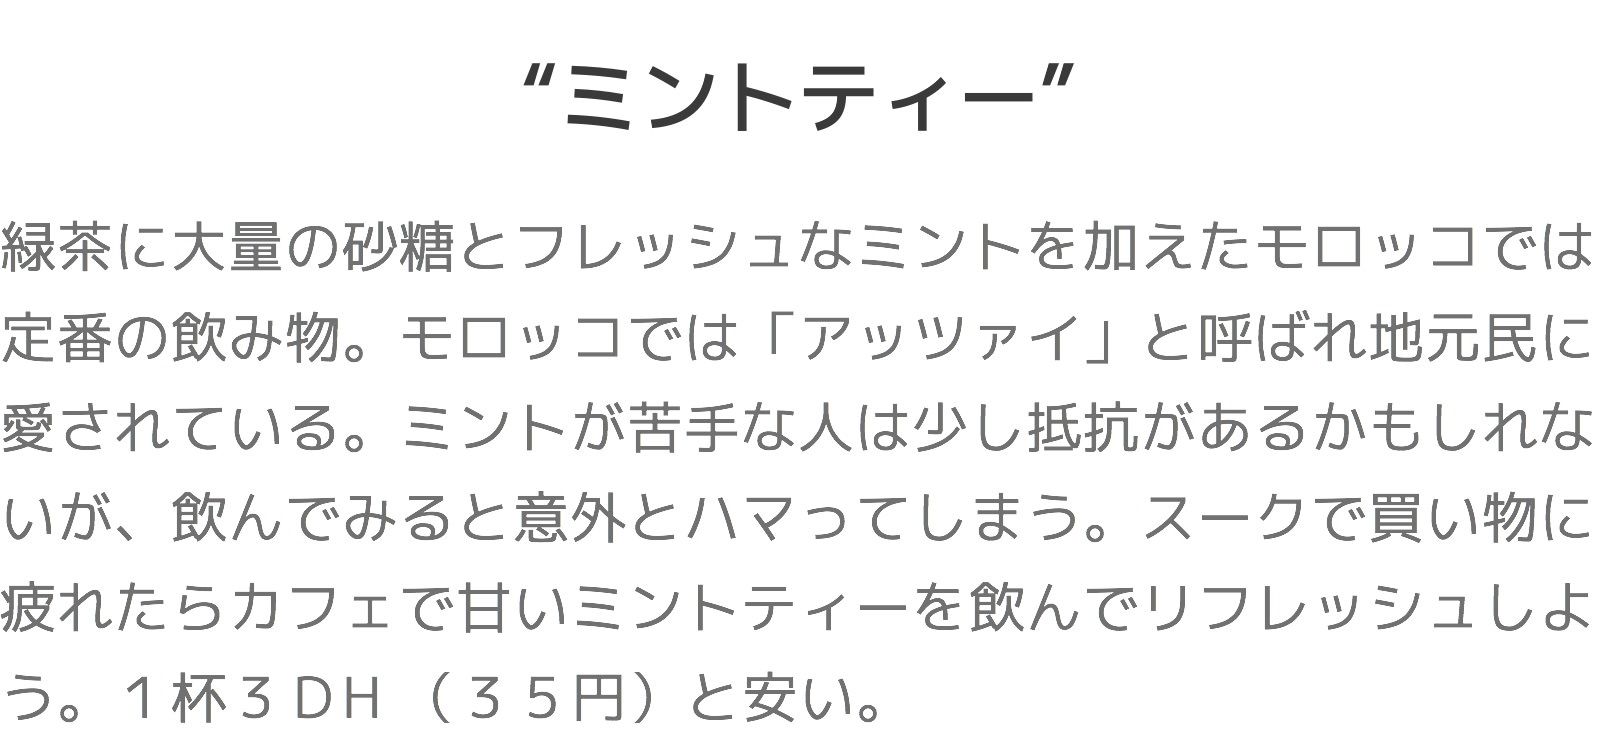 “ミントティー”
緑茶に大量の砂糖とフレッシュなミントを加えたモロッコでは
定番の飲み物。モロッコでは「アッツァイ」と呼ばれ地元民に
愛されている。ミントが苦手な人は少し抵抗があるかもしれな
いが、飲んでみると意外とハマってしまう。スークで買い物に
疲れたらカフェで甘いミントティーを飲んでリフレッシュしよ
う。１杯３ＤＨ（３５円）と安い。